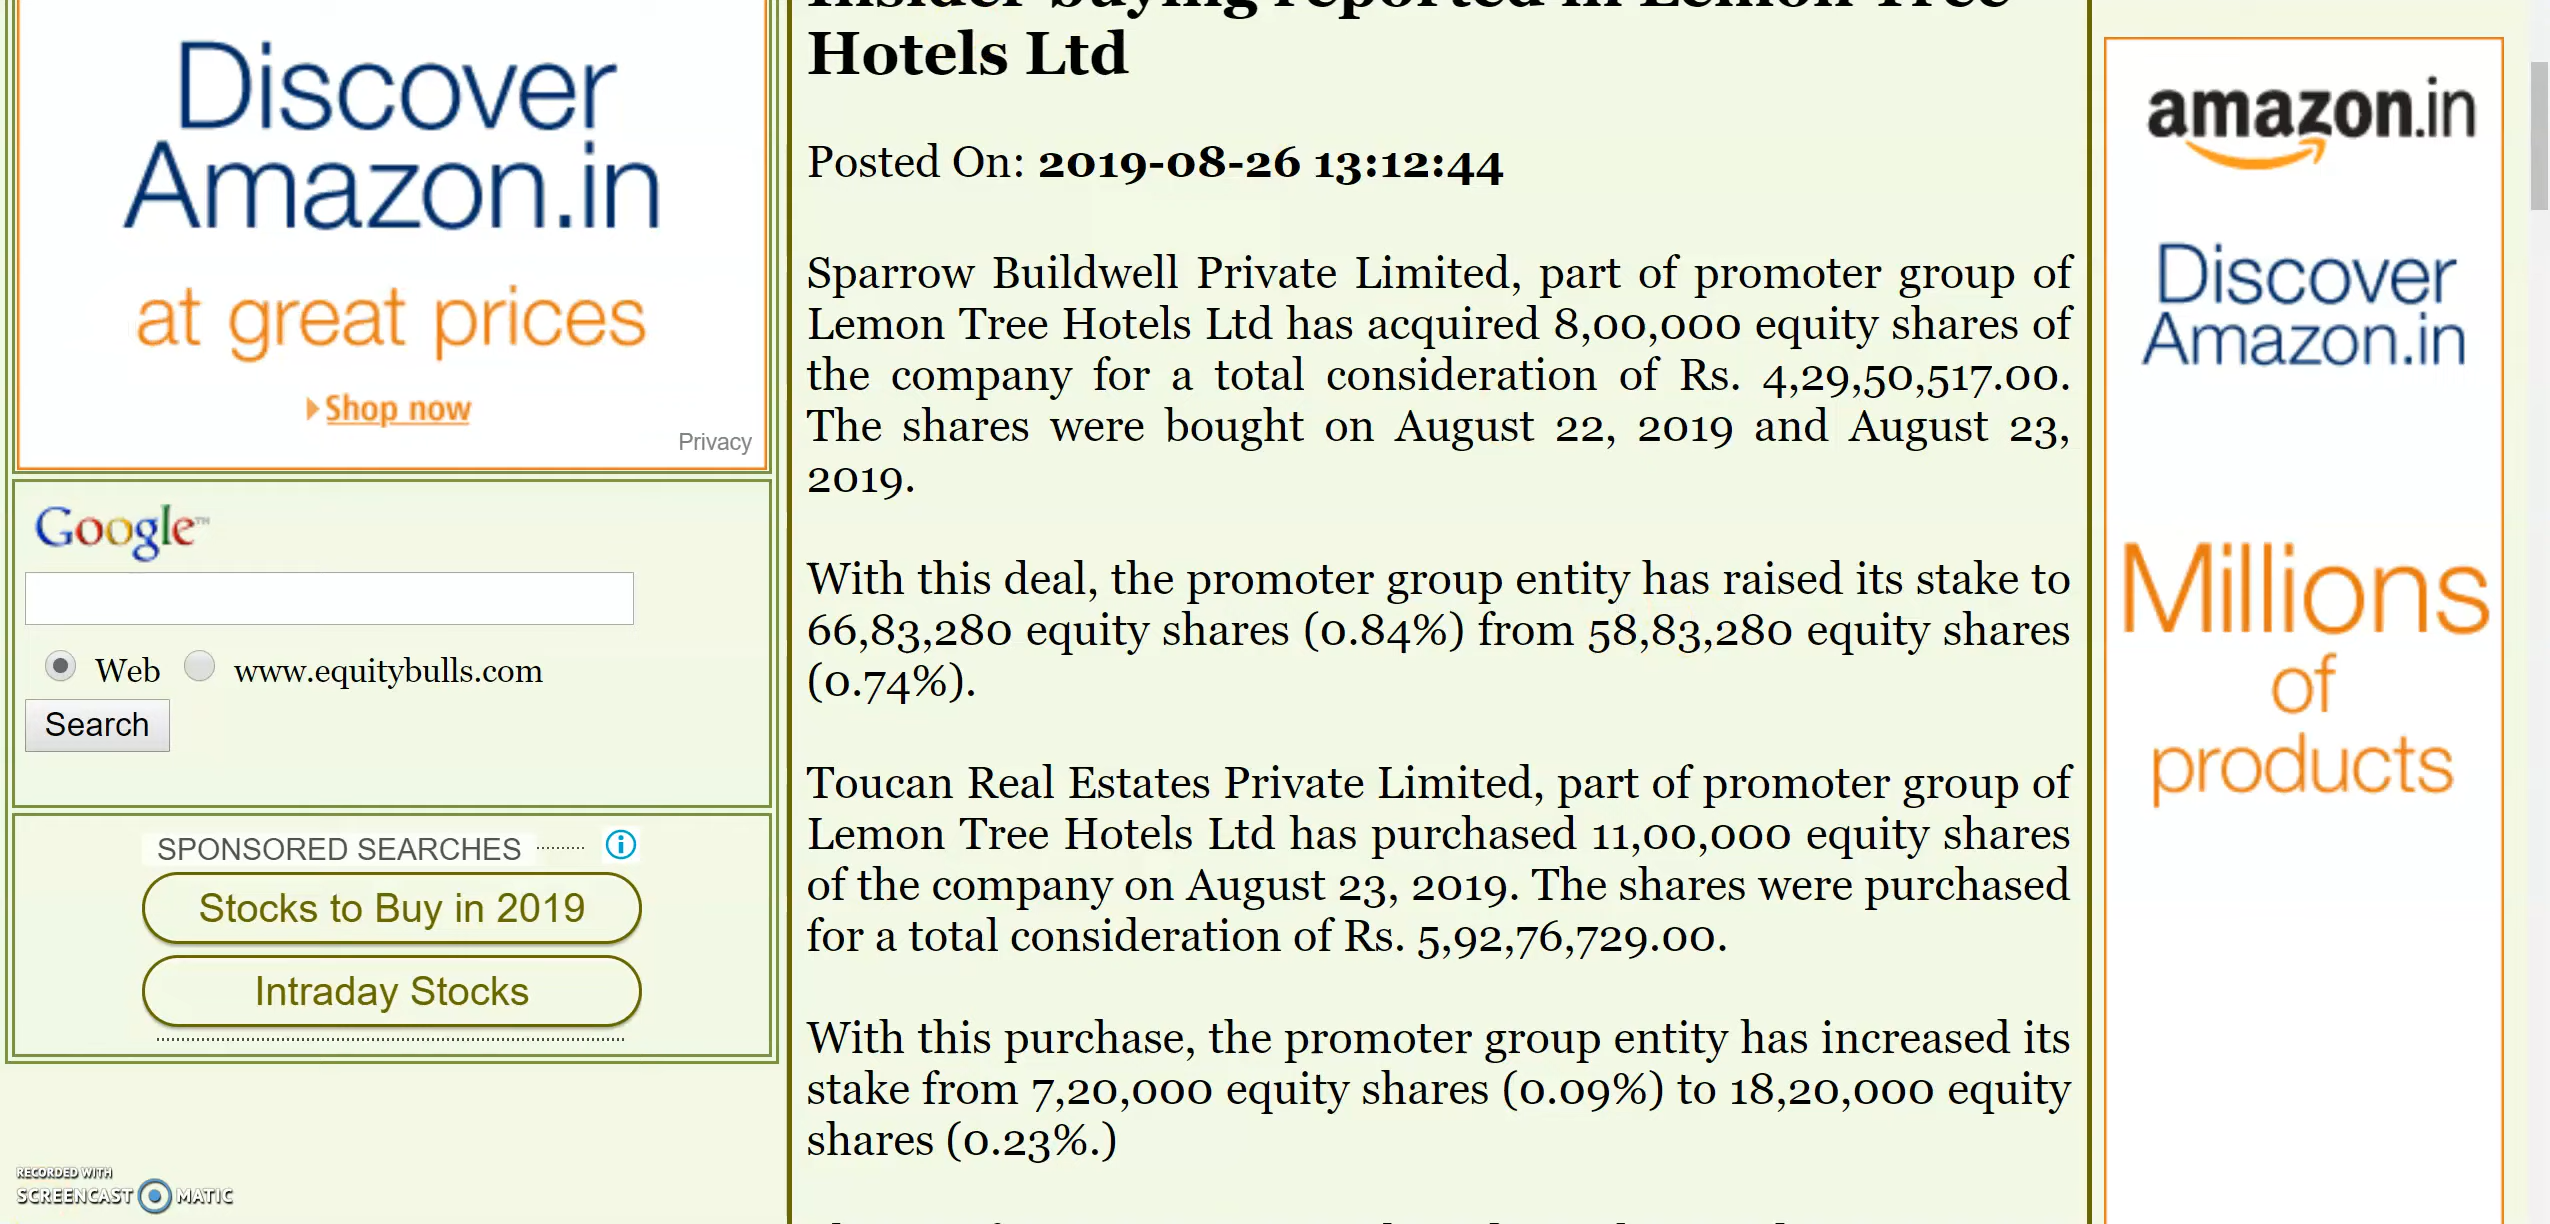 Discover
Amazon.in
at great prices
Shop now
Privacy
Google™
Web www.equitybulls.com
Search
SPONSORED SEARCHES
Stocks to Buy in 2019
Intraday Stocks
RECORDED WITH
SCREENCAST MATIC
Insider buying reported in Lemon Tree
Hotels Ltd
Posted On: 2019-08-26 13:12:44
Sparrow Buildwell Private Limited, part of promoter group of
Lemon Tree Hotels Ltd has acquired 8,00,000 equity shares of
the company for a total consideration of Rs. 4,29,50,517.00.
The shares were bought on August 22, 2019 and August 23,
2019.
With this deal, the promoter group entity has raised its stake to
66,83,280 equity shares (0.84%) from 58,83,280 equity shares
(0.74%).
Toucan Real Estates Private Limited, part of promoter group of
Lemon Tree Hotels Ltd has purchased 11,00,000 equity shares
of the company on August 23, 2019. The shares were purchased
for a total consideration of Rs. 5,92,76,729.00.
With this purchase, the promoter group entity has increased its
stake from 7,20,000 equity shares (0.09%) to 18,20,000 equity
shares (0.23%.)
amazon.in
Discover
Amazon.in
Millions
of
products